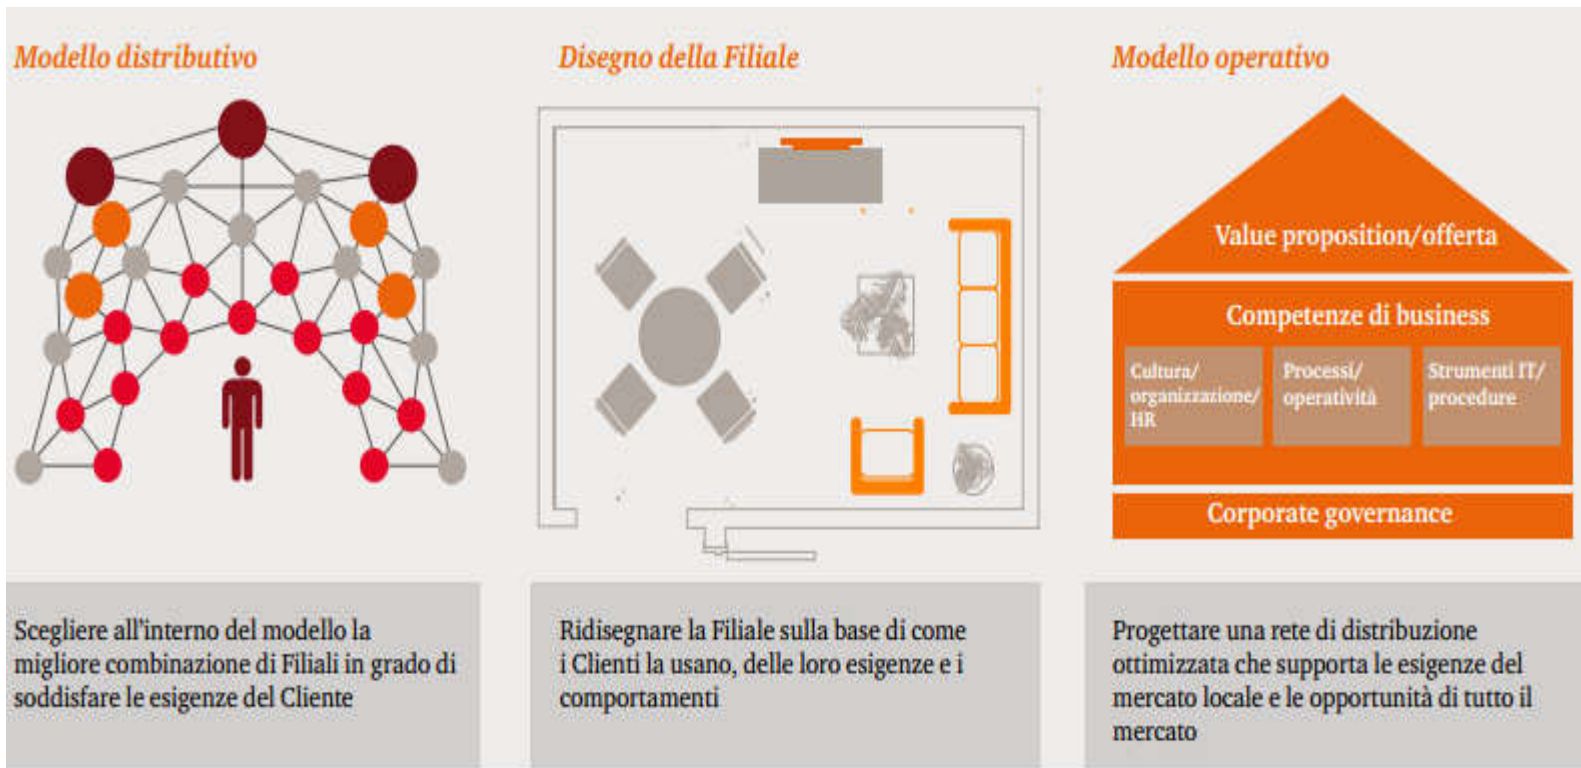 Modello distributivo
Disegno della Filiale
Modello operativo
Value proposition/offerta
Competenze di business
Cultura/
organizzazione/
HR
Processi/
operatività
Strumenti IT/
procedure
Corporate governance
Scegliere all'interno del modello la
migliore combinazione di Filiali in grado di
soddisfare le esigenze del Cliente
Ridisegnare la Filiale sulla base di come
i Clienti la usano, delle loro esigenze e i
comportamenti
Progettare una rete di distribuzione
ottimizzata che supporta le esigenze del
mercato locale e le opportunità di tutto il
mercato